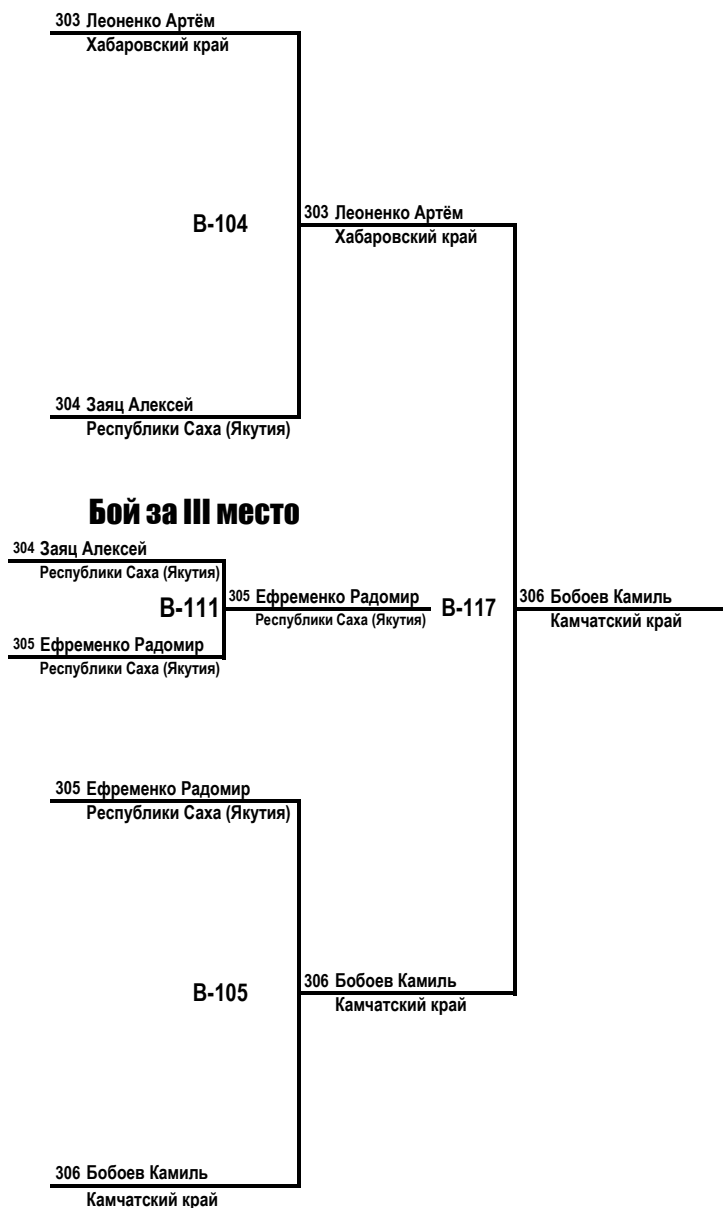 303 Леоненко Артём
Хабаровский край
B-104
303 Леоненко Артём
Хабаровский край
304 Заяц Алексей
Республики Саха (Якутия)
Бой за III место
304 Заяц Алексей
Республики Саха (Якутия)
B-111
305 Ефременко Радомир
Республики Саха (Якутия)
B-117
306 Бобоев Камиль
Камчатский край
305 Ефременко Радомир
Республики Саха (Якутия)
305 Ефременко Радомир
Республики Саха (Якутия)
B-105
306 Бобоев Камиль
Камчатский край
306 Бобоев Камиль
Камчатский край